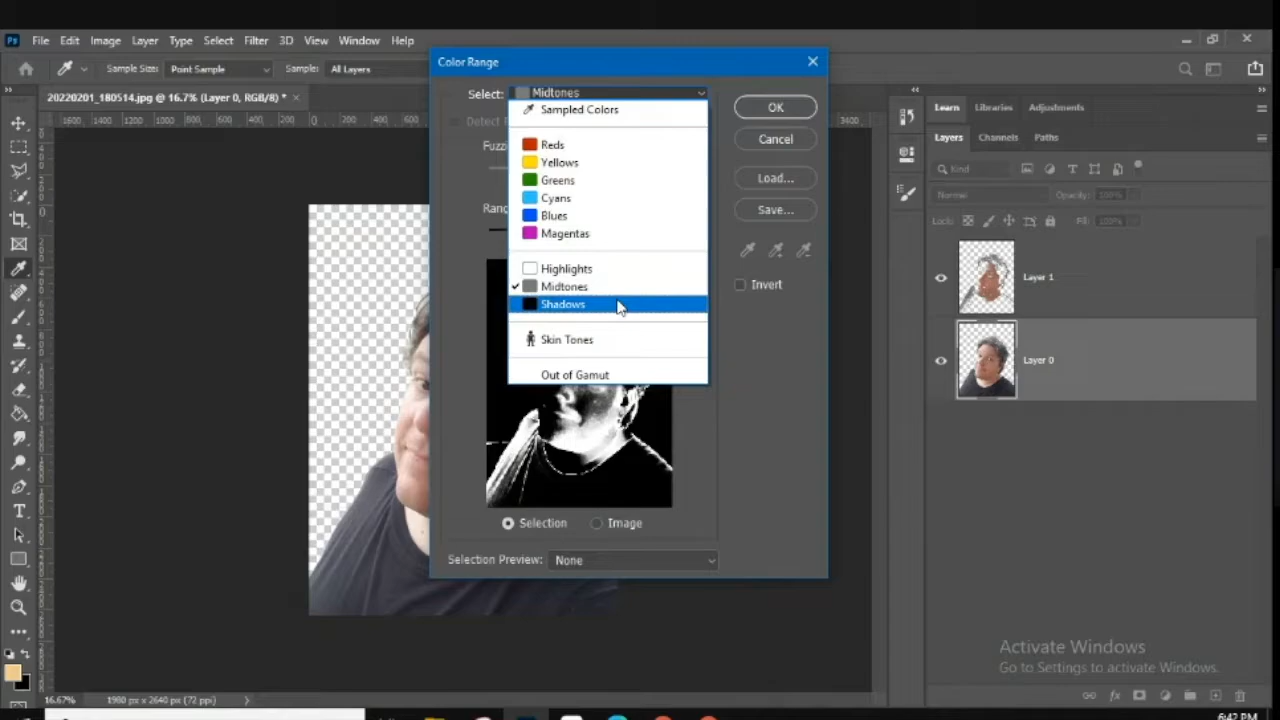 Ps File Edit Image Layer Type Select Filter 3D View Window Help
Sample Size: Point Sample Sample: All Layers
20220201_180514.jpg @ 16.7% (Layer 0, RGB/8) *
1600 1400 1200 1000 800 600 400 200 0 200 400 600 3400
Color Range
Select: Midtones
Sampled Colors
Detect
Reds
Fuzzi
Yellows
Greens
Cyans
Rang
Blues
Magentas
Highlights
Midtones
Shadows
Skin Tones
Out of Gamut
OK
Cancel
Load...
Save...
Invert
Selection Image
Selection Preview: None
Learn Libraries Adjustments
Layers Channels Paths
Kind
Normal Opacity: 100%
Lock: Fill: 100%
Layer 1
Layer 0
Activate Windows
Go to Settings to activate Windows.
16.67% 1980 px x 2640 px (72 ppi)
6:42 PM